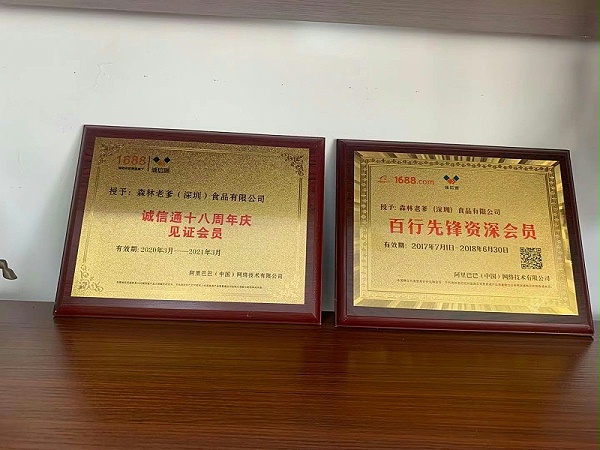 1688
诚信通
授予：森林老爹（深圳）食品有限公司
诚信通十八周年庆
见证会员
有效期：2020年3月——2021年3月
阿里巴巴（中国）网络技术有限公司
1688.com
诚信通
授予：森林老爹（深圳）食品有限公司
百行先锋资深会员
有效期：2017年7月1日-2018年6月30日
阿里巴巴（中国）网络技术有限公司